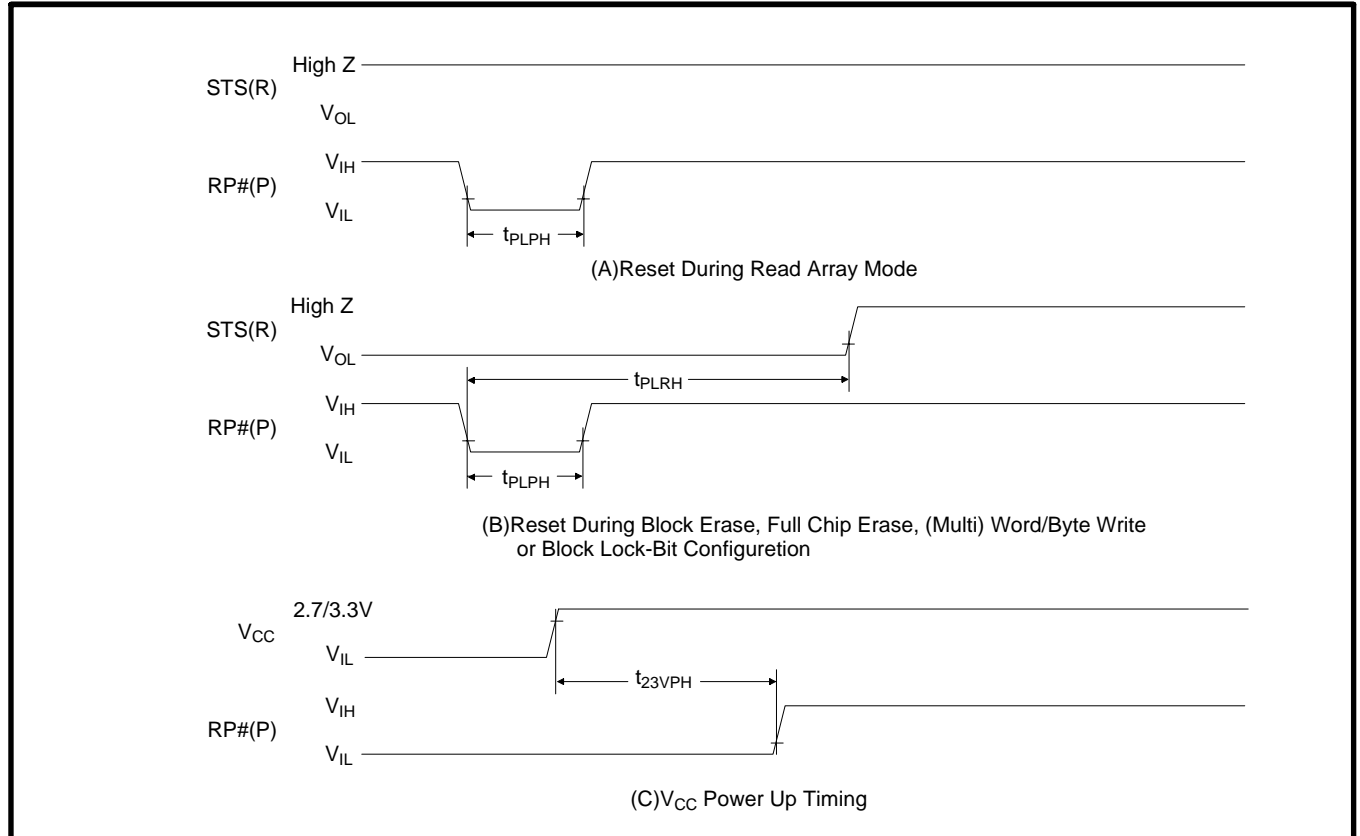 High Z
STS(R)
VOL
VIH
RP#(P)
VIL
tPLPH
(A)Reset During Read Array Mode
High Z
STS(R)
VOL
tPLRH
VIH
RP#(P)
VIL
tPLPH
(B)Reset During Block Erase, Full Chip Erase, (Multi) Word/Byte Write
or Block Lock-Bit Configuretion
2.7/3.3V
VCC
VIL
t23VPH
VIH
RP#(P)
VIL
(C)VCC Power Up Timing